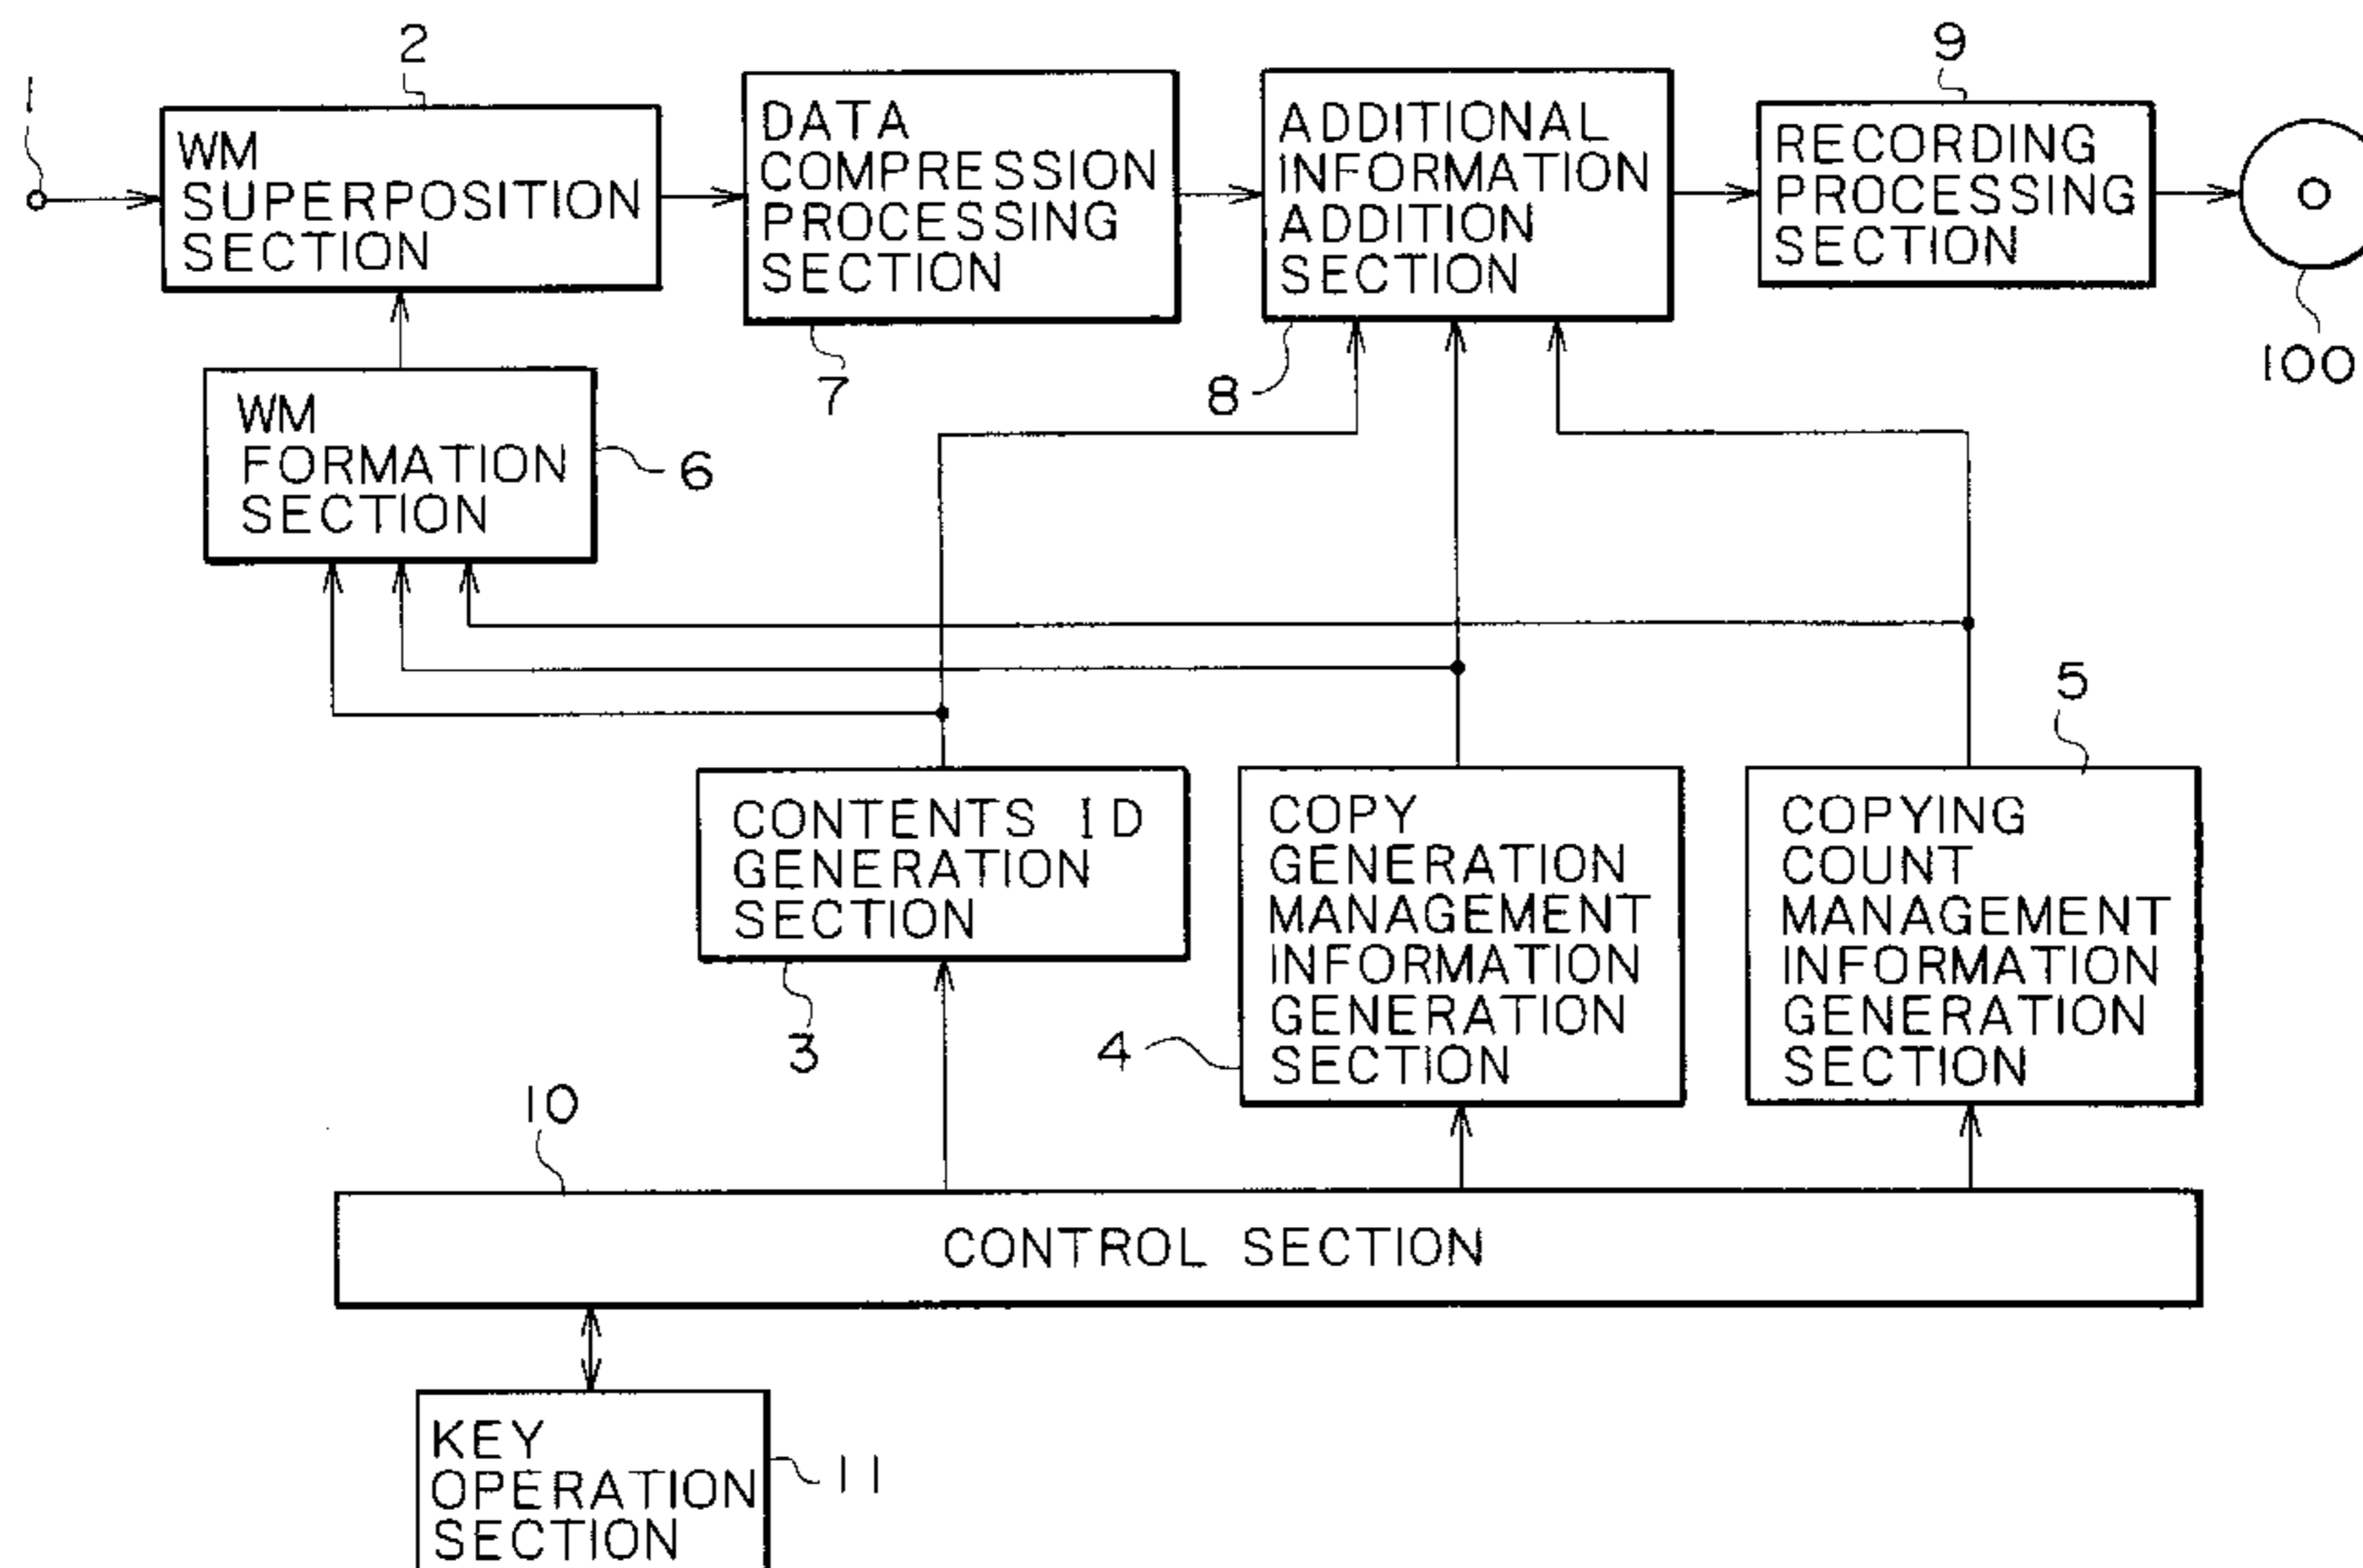 1
2
WM
SUPERPOSITION
SECTION
DATA
COMPRESSION
PROCESSING
SECTION
7
ADDITIONAL
INFORMATION
ADDITION
SECTION
8
9
RECORDING
PROCESSING
SECTION
100
WM
FORMATION
SECTION
6
CONTENTS ID
GENERATION
SECTION
3
COPY
GENERATION
MANAGEMENT
INFORMATION
GENERATION
SECTION
4
5
COPYING
COUNT
MANAGEMENT
INFORMATION
GENERATION
SECTION
10
CONTROL SECTION
KEY
OPERATION
SECTION
11